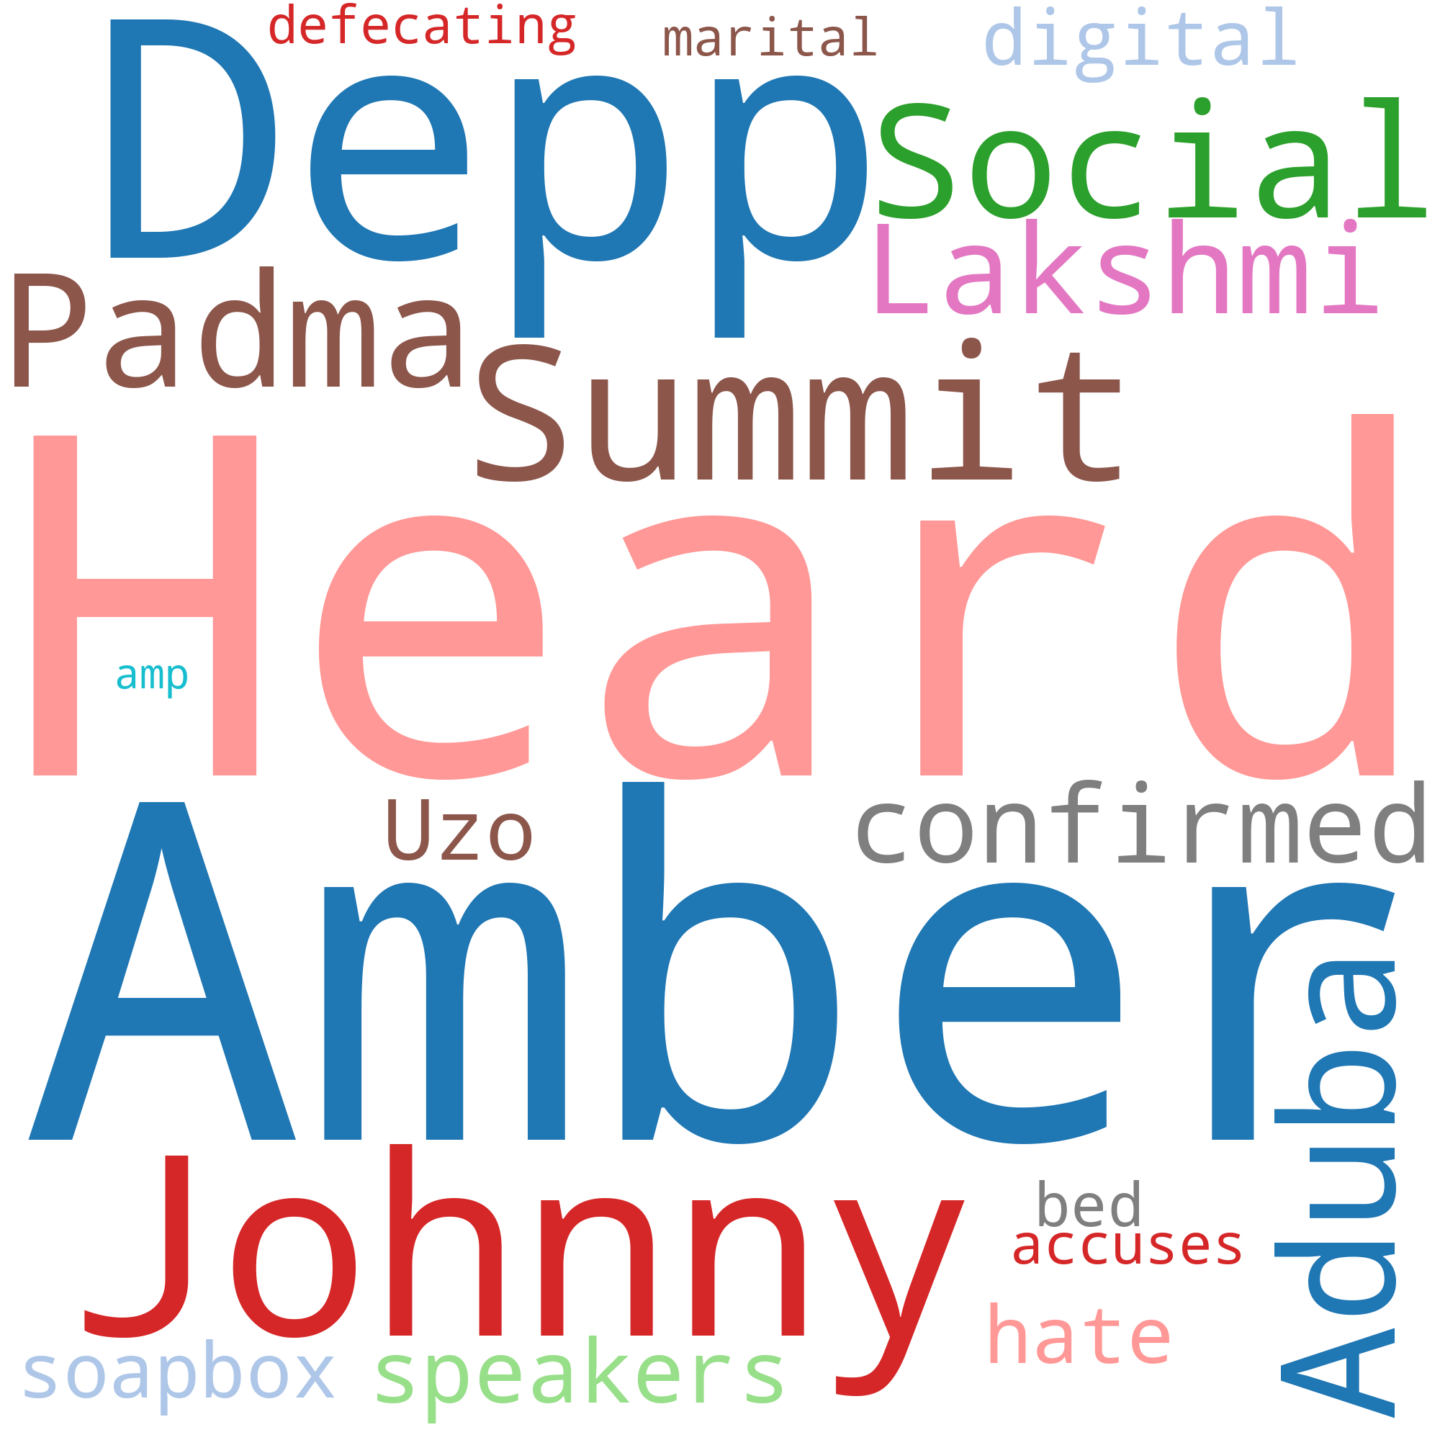 defecating
marital
digital
Depp
Social
Lakshmi
Padma
Summit
Heard
amp
Uzo
confirmed
Amber
Aduba
Johnny
bed
accuses
hate
soapbox
speakers